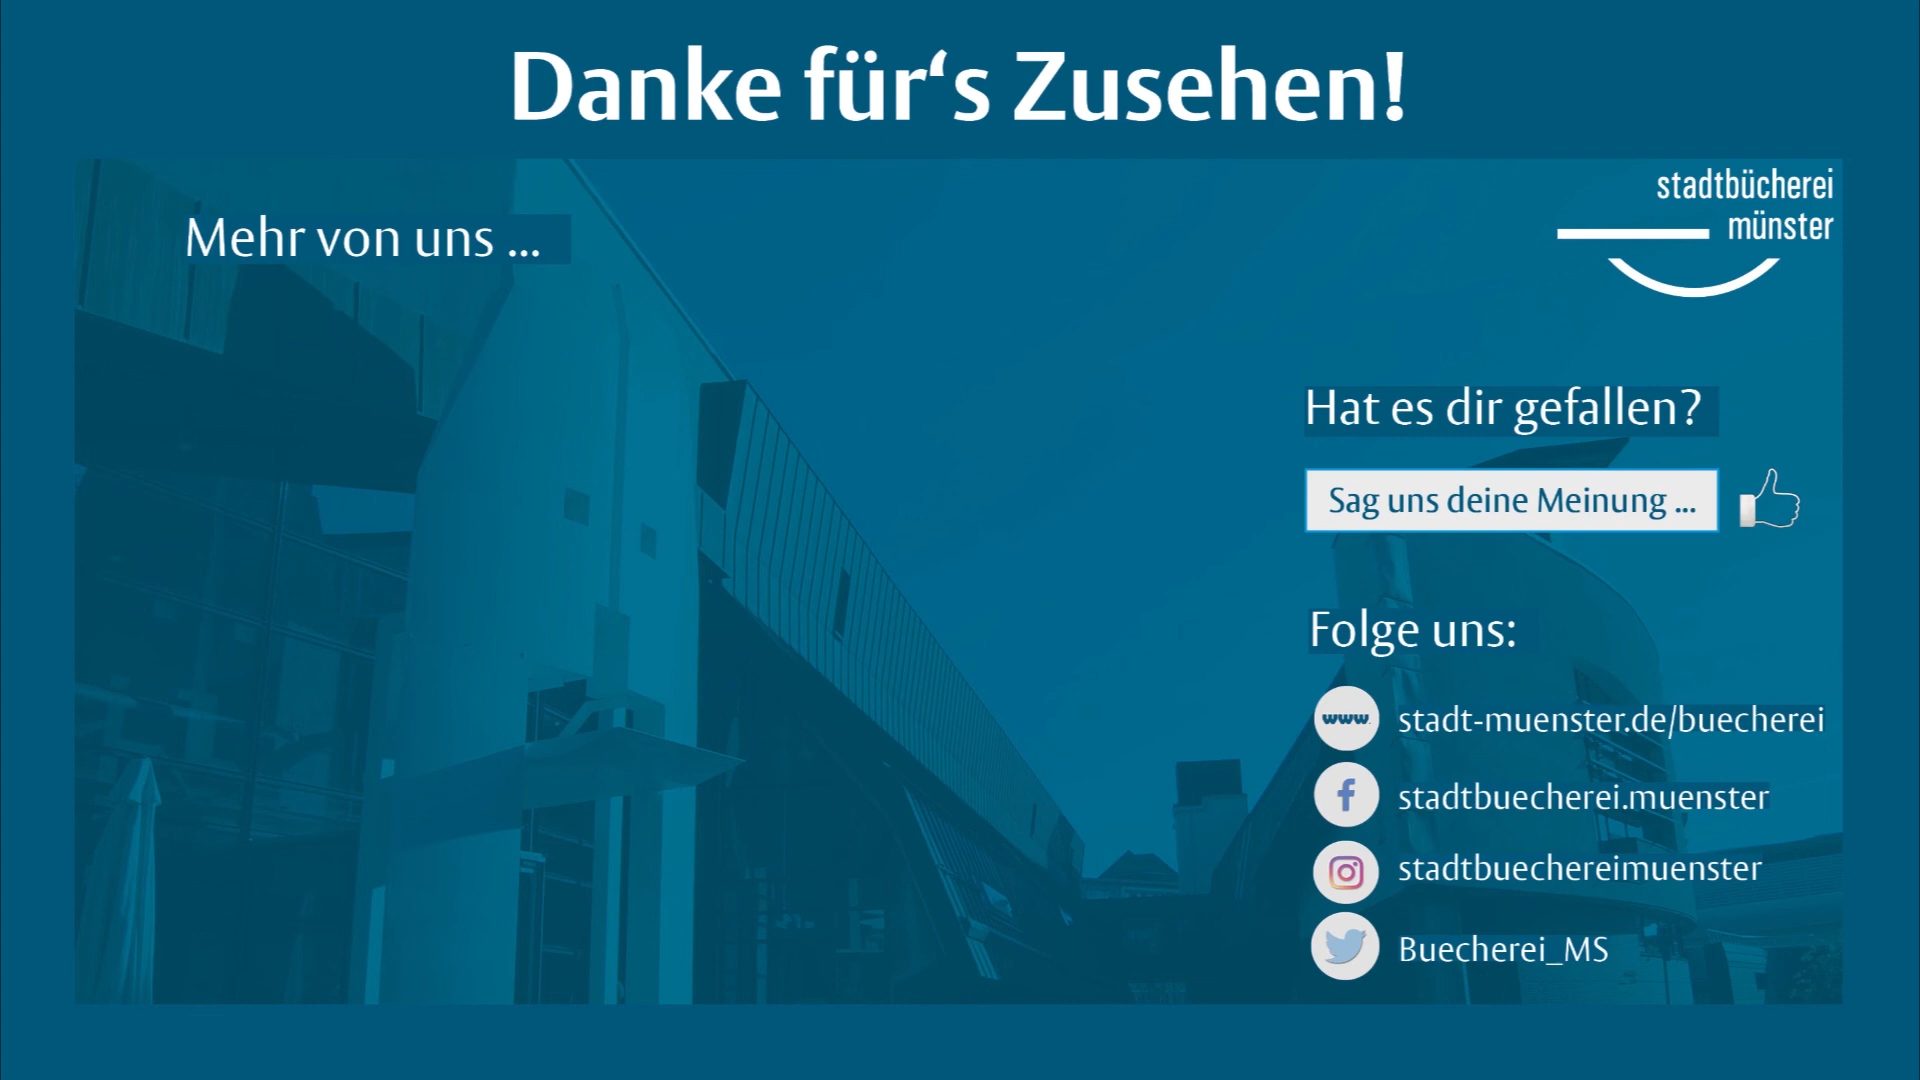 Danke für‘s Zusehen!
Mehr von uns ...
stadtbücherei
münster
Hat es dir gefallen?
Sag uns deine Meinung ...
Folge uns:
www. stadt-muenster.de/buecherei
f stadtbuecherei.muenster
stadtbuechereimuenster
Buecherei_MS